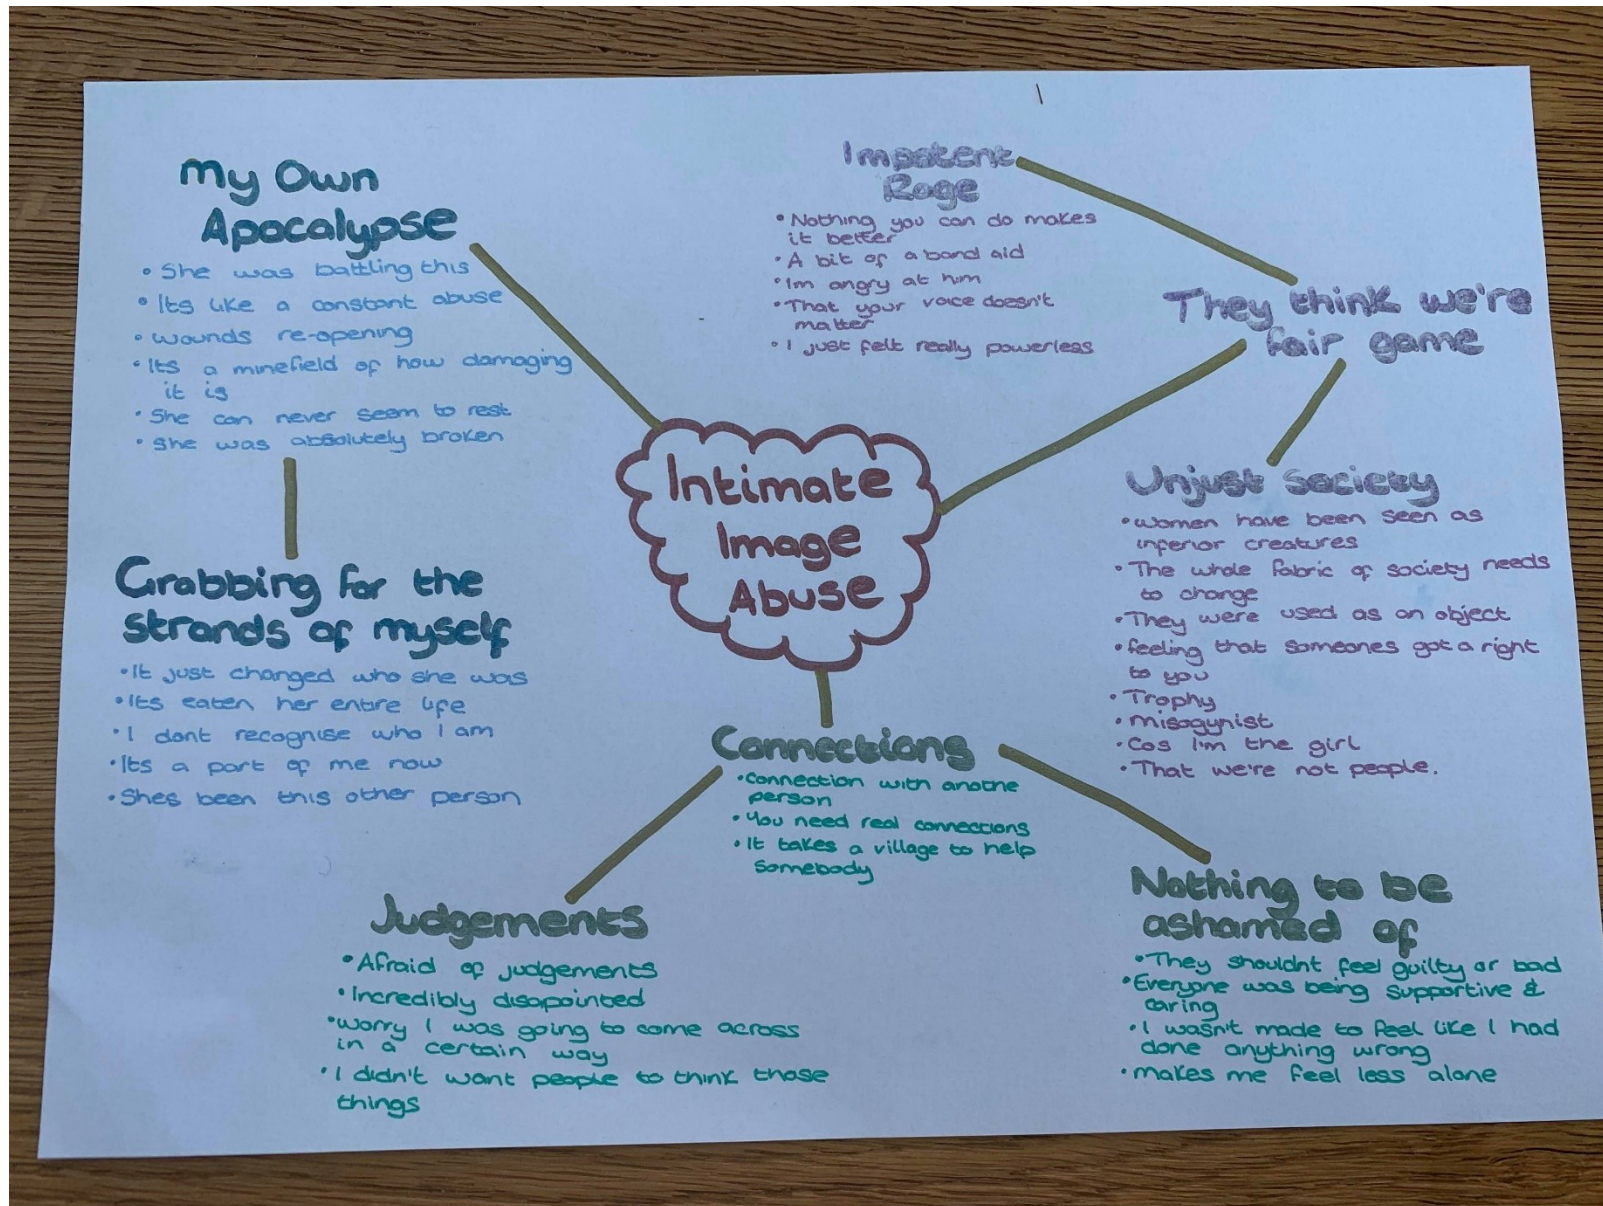 My Own
Apocalypse
• She was battling this
• Its like a constant abuse
• wounds re-opening
• Its a minefield of how damaging
it is
• She can never seem to rest
• She was absolutely broken
Grabbing for the
strands of myself
• It just changed who she was
• Its eaten her entire life
• I dont recognise who I am
• Its a part of me now
• Shes been this other person
Intimate
Image
Abuse
Impotent
Rage
• Nothing you can do makes
it better
• A bit of a band aid
• Im angry at him
• That your voice doesn't
matter
• I just felt really powerless
They think we're
fair game
Unjust Society
• women have been seen as
inferior creatures
• The whole fabric of society needs
to change
• They were used as an object
• feeling that someones got a right
to you
• Trophy
• misogynist
• Cos I'm the girl
• That we're not people.
Connections
• Connection with anothe
person
• You need real connections
• It takes a village to help
somebody
Judgements
• Afraid of judgements
• Incredibly disapointed
• worry I was going to come across
in a certain way
• I didn't want people to think those
things
Nothing to be
ashamed of
• They shouldnt feel guilty or bad
• Everyone was being supportive &
caring
• I wasn't made to feel like I had
done anything wrong
• makes me feel less alone